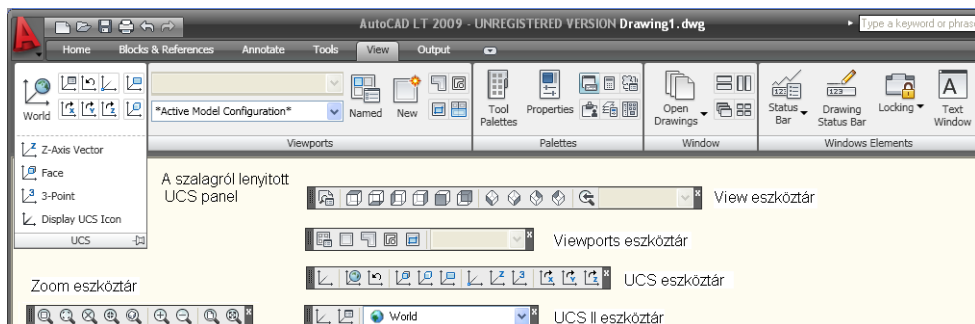 AutoCAD LT 2009 - UNREGISTERED VERSION Drawing1.dwg
Type a keyword or phrase
Home Blocks & References Annotate Tools View Output
World
*Active Model Configuration*
Named
New
Tool Palettes
Properties
Open Drawings
Status Bar
Drawing Status Bar
Locking
Text Window
Viewports
Palettes
Window
Windows Elements
Z-Axis Vector
Face
3-Point
Display UCS Icon
UCS
A szalagról lenyitott
UCS panel
View eszköztár
Viewports eszköztár
UCS eszköztár
Zoom eszköztár
World
UCS II eszköztár